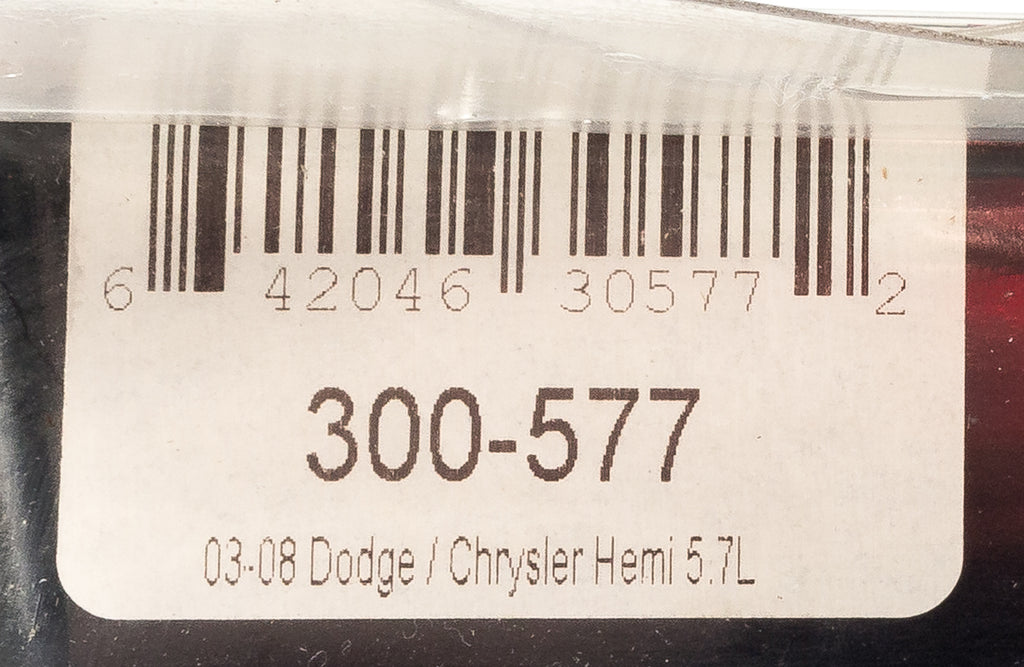 6 42046 30577 2
300-577
03-08 Dodge / Chrysler Hemi 5.7L